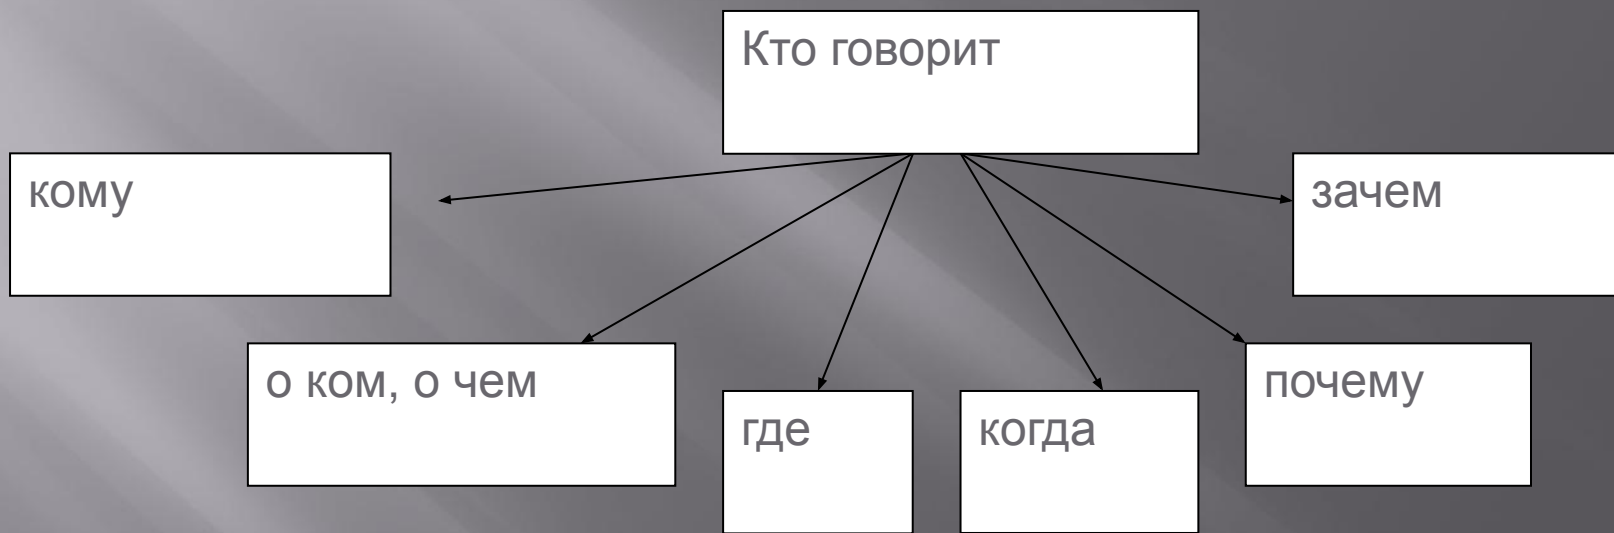 Кто говорит
кому
зачем
о ком, о чем
почему
где
когда